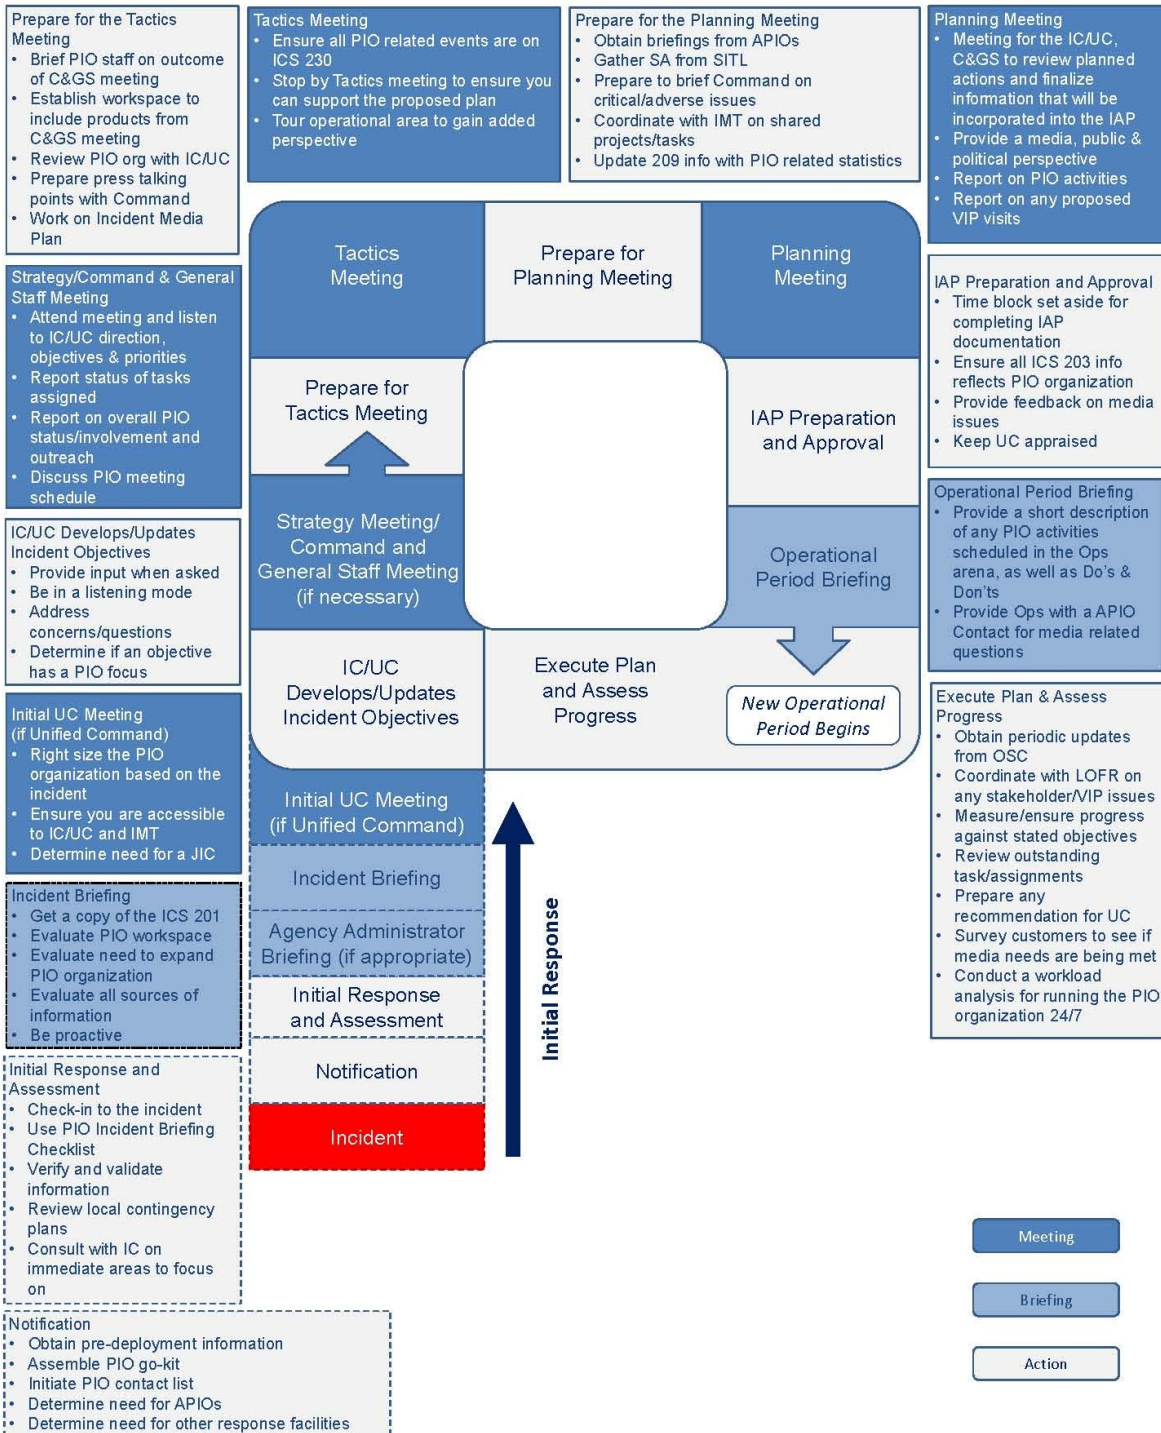 Prepare for the Tactics
Meeting
• Brief PIO staff on outcome
of C&GS meeting
• Establish workspace to
include products from
C&GS meeting
• Review PIO org with IC/UC
• Prepare press talking
points with Command
• Work on Incident Media
Plan
Tactics Meeting
• Ensure all PIO related events are on
ICS 230
• Stop by Tactics meeting to ensure you
can support the proposed plan
• Tour operational area to gain added
perspective
Prepare for the Planning Meeting
• Obtain briefings from APIOs
• Gather SA from SITL
• Prepare to brief Command on
critical/adverse issues
• Coordinate with IMT on shared
projects/tasks
• Update 209 info with PIO related statistics
Planning Meeting
• Meeting for the IC/UC,
C&GS to review planned
actions and finalize
information that will be
incorporated into the IAP
• Provide a media, public &
political perspective
• Report on PIO activities
• Report on any proposed
VIP visits
Strategy/Command & General
Staff Meeting
• Attend meeting and listen
to IC/UC direction,
objectives & priorities
• Report status of tasks
assigned
• Report on overall PIO
status/involvement and
outreach
• Discuss PIO meeting
schedule
IC/UC Develops/Updates
Incident Objectives
• Provide input when asked
• Be in a listening mode
• Address
concerns/questions
• Determine if an objective
has a PIO focus
Initial UC Meeting
(if Unified Command)
• Right size the PIO
organization based on the
incident
• Ensure you are accessible
to IC/UC and IMT
• Determine need for a JIC
Incident Briefing
• Get a copy of the ICS 201
• Evaluate PIO workspace
• Evaluate need to expand
PIO organization
• Evaluate all sources of
information
• Be proactive
Initial Response and
Assessment
• Check-in to the incident
• Use PIO Incident Briefing
Checklist
• Verify and validate
information
• Review local contingency
plans
• Consult with IC on
immediate areas to focus
on
Notification
• Obtain pre-deployment information
• Assemble PIO go-kit
• Initiate PIO contact list
• Determine need for APIOs
• Determine need for other response facilities
Tactics
Meeting
Prepare for
Planning Meeting
Planning
Meeting
Prepare for
Tactics Meeting
IAP Preparation
and Approval
Strategy Meeting/
Command and
General Staff Meeting
(if necessary)
Operational
Period Briefing
IC/UC
Develops/Updates
Incident Objectives
Execute Plan
and Assess
Progress
New Operational
Period Begins
Initial UC Meeting
(if Unified Command)
Incident Briefing
Agency Administrator
Briefing (if appropriate)
Initial Response
and Assessment
Notification
Incident
Initial Response
IAP Preparation and Approval
• Time block set aside for
completing IAP
documentation
• Ensure all ICS 203 info
reflects PIO organization
• Provide feedback on media
issues
• Keep UC appraised
Operational Period Briefing
• Provide a short description
of any PIO activities
scheduled in the Ops
arena, as well as Do's &
Don'ts
• Provide Ops with a APIO
Contact for media related
questions
Execute Plan & Assess
Progress
• Obtain periodic updates
from OSC
• Coordinate with LOFR on
any stakeholder/VIP issues
• Measure/ensure progress
against stated objectives
• Review outstanding
task/assignments
• Prepare any
recommendation for UC
• Survey customers to see if
media needs are being met
• Conduct a workload
analysis for running the PIO
organization 24/7
Meeting
Briefing
Action